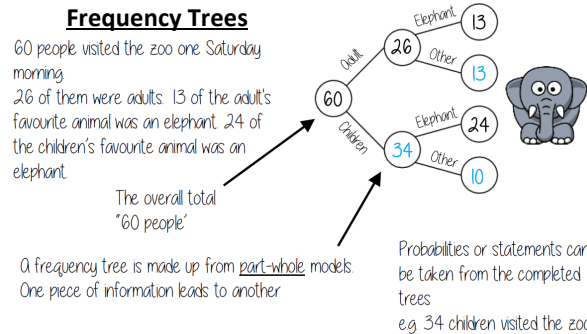 Frequency Trees
60 people visited the zoo one Saturday
morning.
26 of them were adults. 13 of the adult's
favourite animal was an elephant. 24 of
the children's favourite animal was an
elephant.
The overall total
"60 people'
A frequency tree is made up from part-whole models.
One piece of information leads to another
60
Adult
26
Elephant
13
Other
13
Children
34
Elephant
24
Other
10
Probabilities or statements can
be taken from the completed
trees
e.g. 34 children visited the zoo